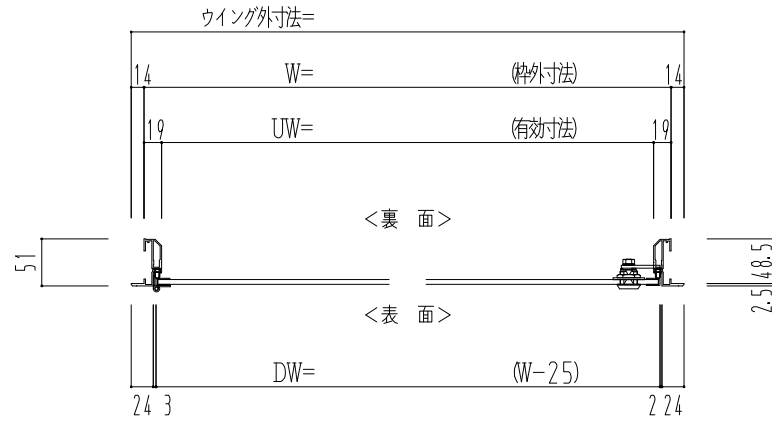 ウイング外寸法=
14 W= (枠外寸法) 14
19 UW= (有効寸法) 19
<裏 面>
51
48.5
2.5
<表 面>
DW= (W-25)
24 3 2 24